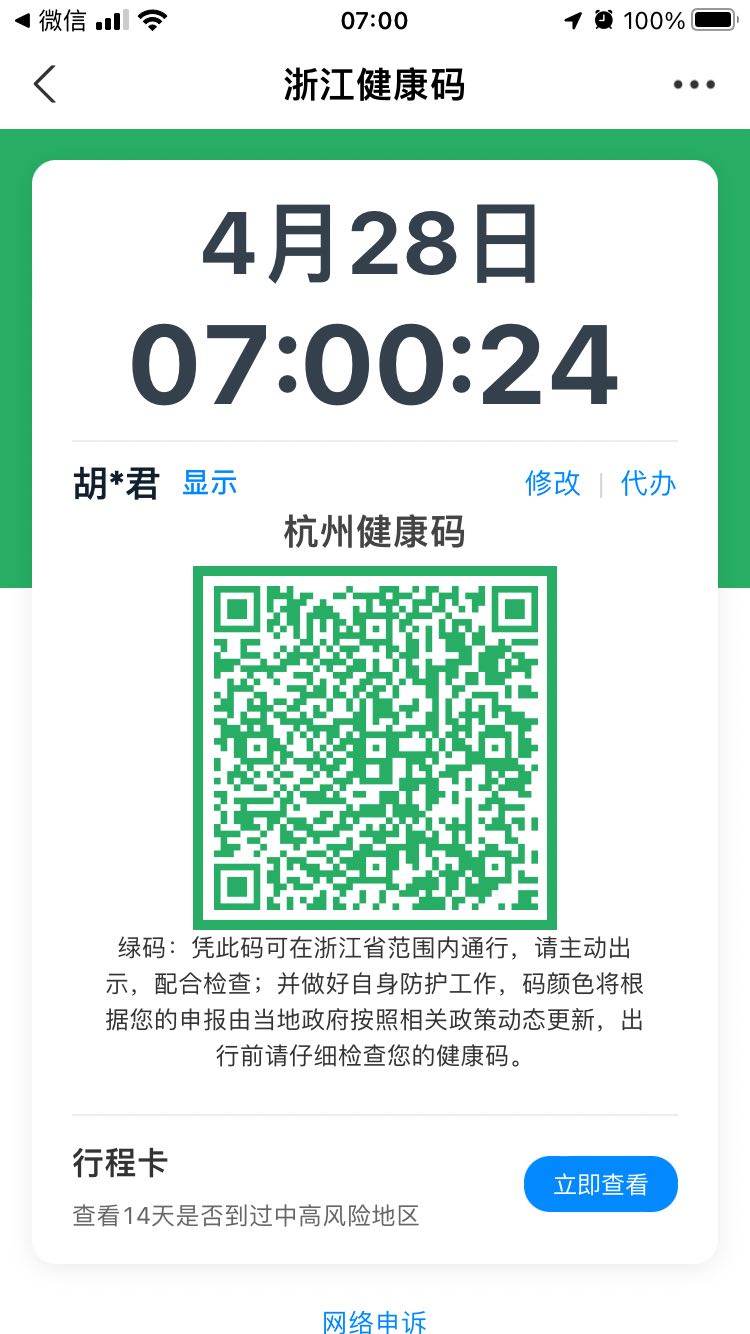 微信 07:00 100%
浙江健康码
4月28日
07:00:24
胡*君 显示 修改 | 代办
杭州健康码
绿码：凭此码可在浙江省范围内通行，请主动出
示，配合检查；并做好自身防护工作，码颜色将根
据您的申报由当地政府按照相关政策动态更新，出
行前请仔细检查您的健康码。
行程卡
立即查看
查看14天是否到过中高风险地区
网络申诉